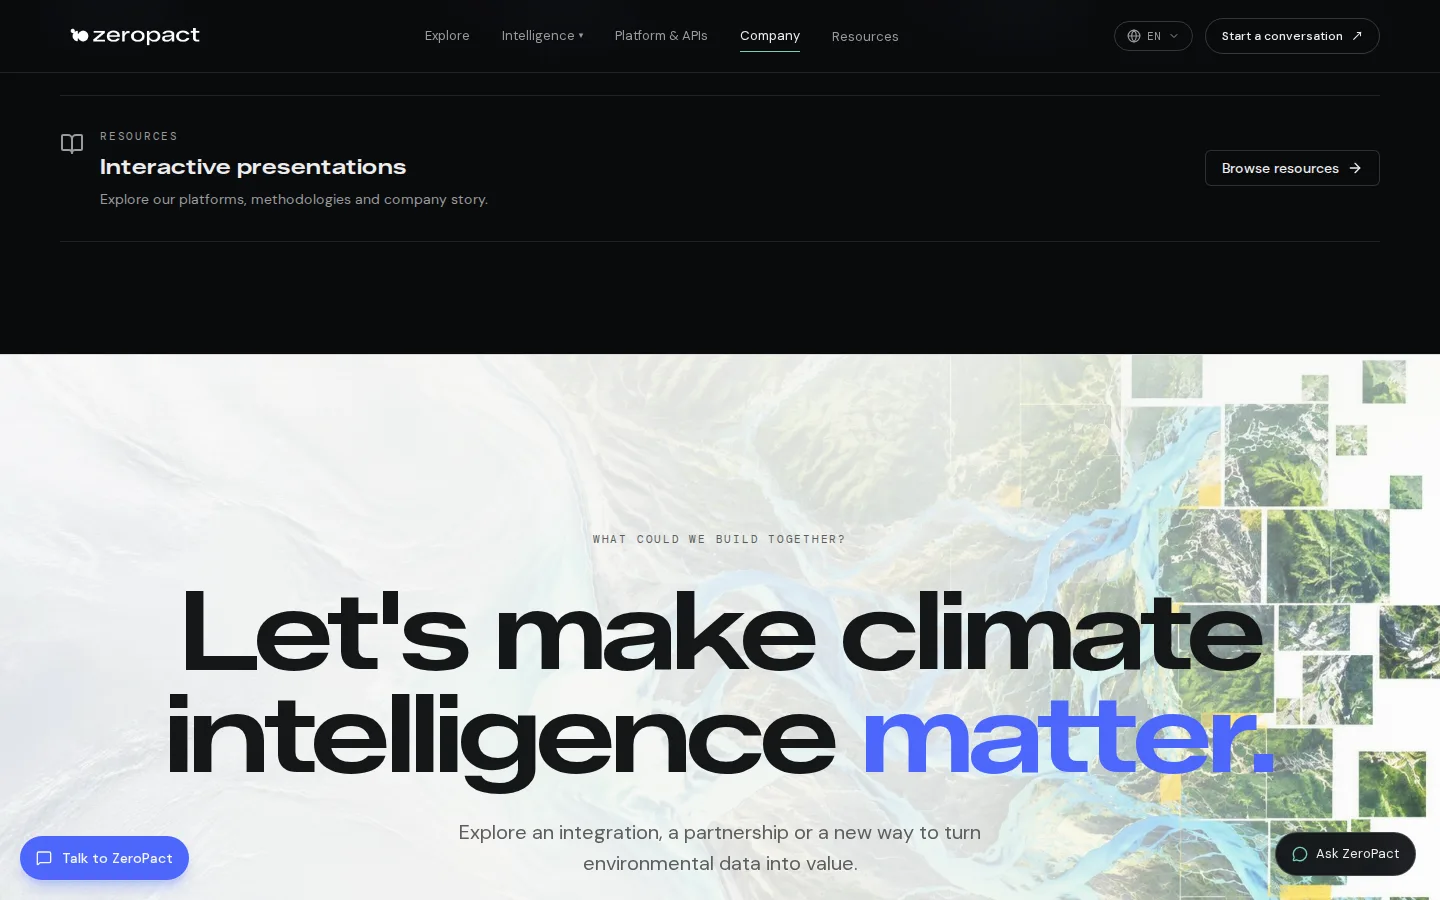 zeropact
Explore
Intelligence ▾
Platform & APIs
Company
Resources
EN
Start a conversation ↗
RESOURCES
Interactive presentations
Explore our platforms, methodologies and company story.
Browse resources →
WHAT COULD WE BUILD TOGETHER?
Let's make climate
intelligence matter.
Explore an integration, a partnership or a new way to turn
environmental data into value.
Talk to ZeroPact
Ask ZeroPact